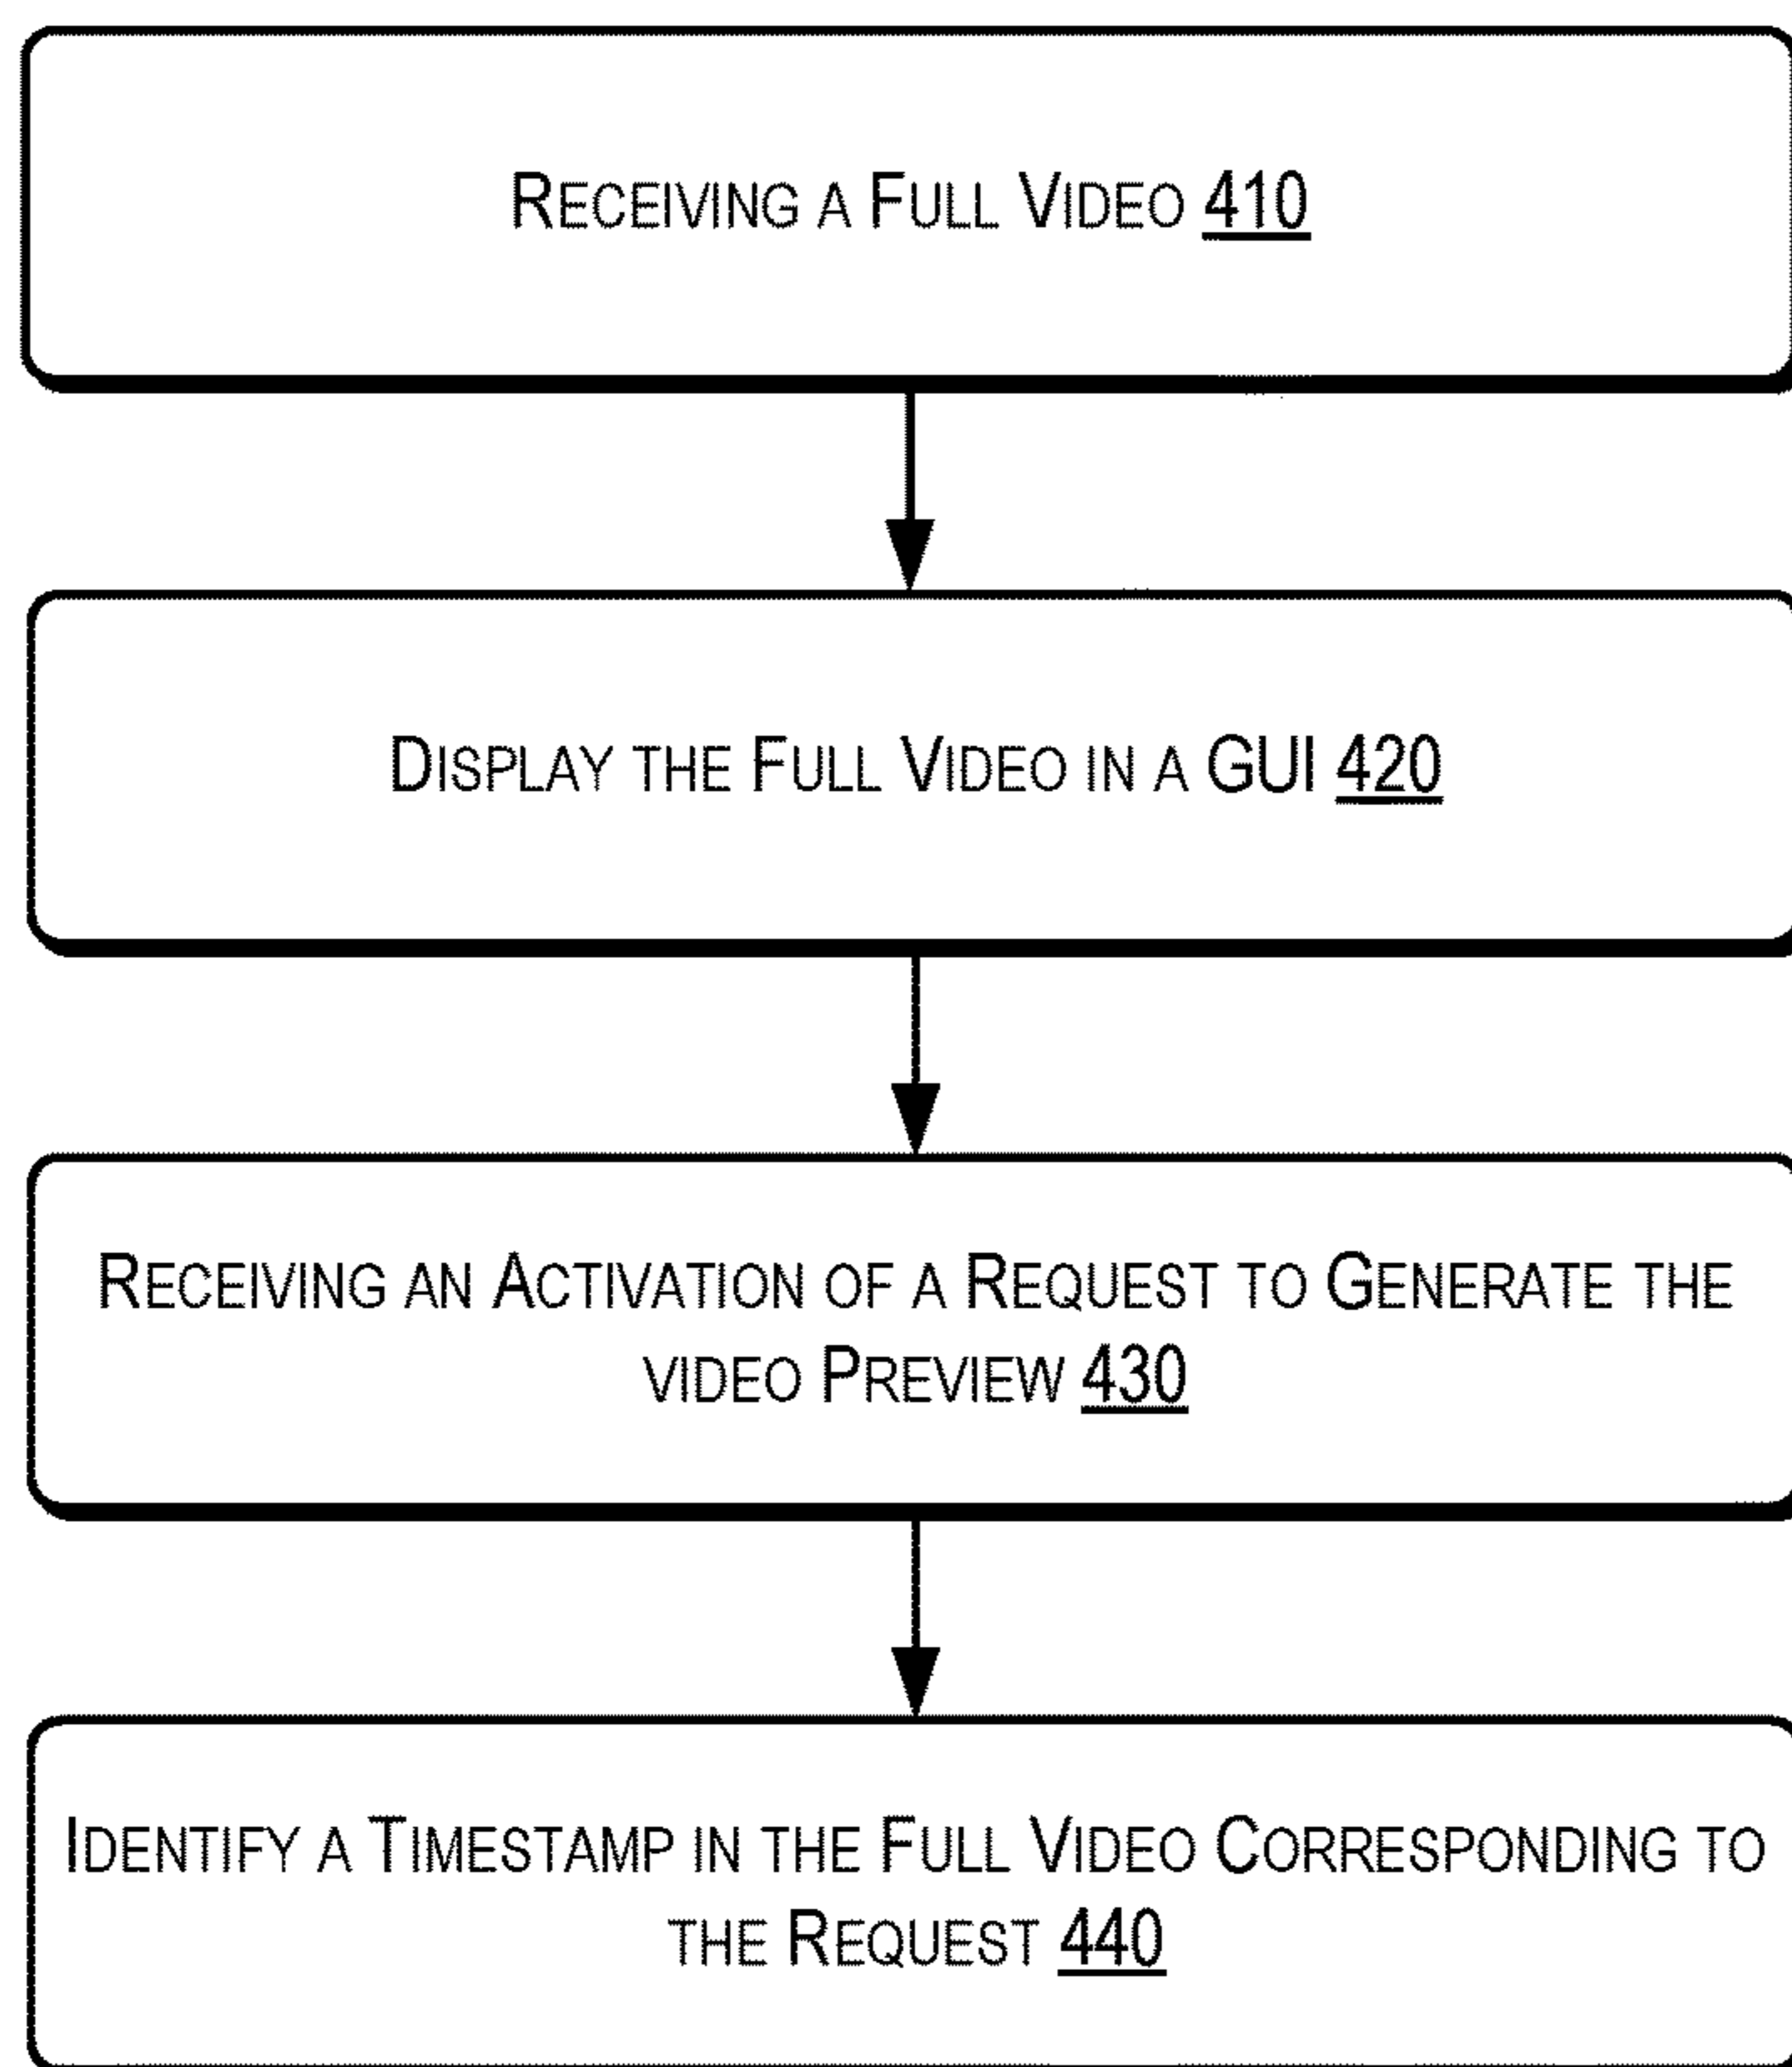 RECEIVING A FULL VIDEO 410
DISPLAY THE FULL VIDEO IN A GUI 420
RECEIVING AN ACTIVATION OF A REQUEST TO GENERATE THE
VIDEO PREVIEW 430
IDENTIFY A TIMESTAMP IN THE FULL VIDEO CORRESPONDING TO
THE REQUEST 440